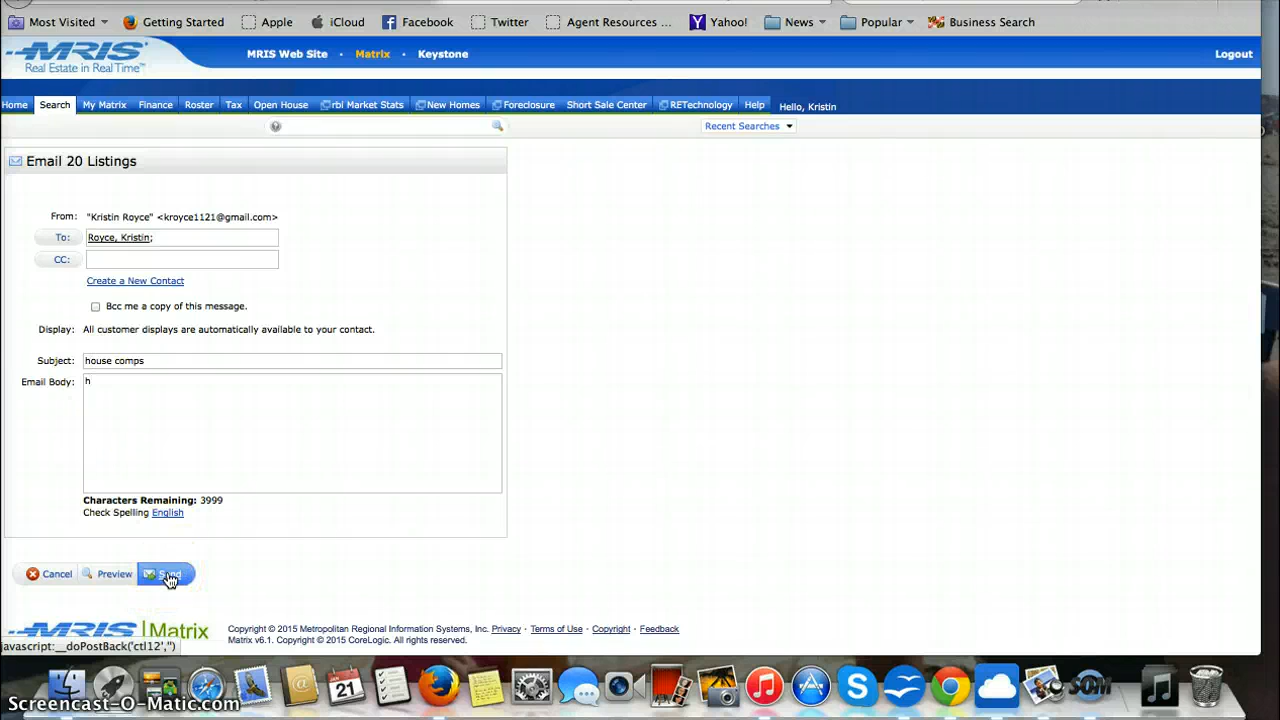 Most Visited Getting Started Apple iCloud Facebook Twitter Agent Resources ... Yahoo! News Popular Business Search
MRIS
Real Estate in Real Time™
MRIS Web Site • Matrix • Keystone Logout
Home Search My Matrix Finance Roster Tax Open House rbl Market Stats New Homes Foreclosure Short Sale Center RETechnology Help Hello, Kristin
Recent Searches
Email 20 Listings
From: "Kristin Royce" <kroyce1121@gmail.com>
To: Royce, Kristin;
CC:
Create a New Contact
Bcc me a copy of this message.
Display: All customer displays are automatically available to your contact.
Subject: house comps
Email Body: h
Characters Remaining: 3999
Check Spelling English
Cancel Preview Send
MRIS Matrix
Copyright © 2015 Metropolitan Regional Information Systems, Inc. Privacy | Terms of Use | Copyright | Feedback
Matrix v6.1. Copyright © 2015 CoreLogic. All rights reserved.
javascript:__doPostBack('ctl12','')
21
SOM
Screencast-O-Matic.com